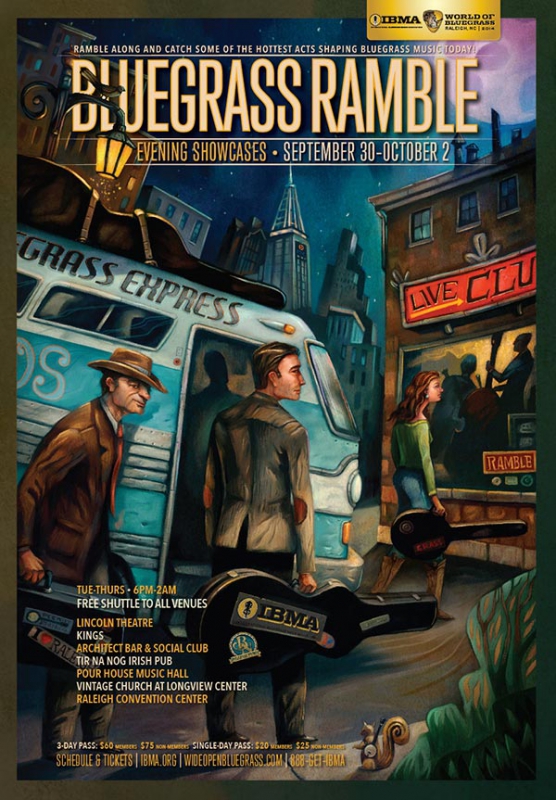 IBMA
WORLD OF
BLUEGRASS
RALEIGH, NC | 2014
RAMBLE ALONG AND CATCH SOME OF THE HOTTEST ACTS SHAPING BLUEGRASS MUSIC TODAY!
BLUEGRASS RAMBLE
EVENING SHOWCASES • SEPTEMBER 30-OCTOBER 2
GRASS EXPRESS
LIVE CLU
OS
RAMBLE
IBMA
I RALE
TUE-THURS • 6PM-2AM
FREE SHUTTLE TO ALL VENUES
LINCOLN THEATRE
KINGS
ARCHITECT BAR & SOCIAL CLUB
TIR NA NOG IRISH PUB
POUR HOUSE MUSIC HALL
VINTAGE CHURCH AT LONGVIEW CENTER
RALEIGH CONVENTION CENTER
3-DAY PASS: $60 MEMBERS $75 NON-MEMBERS SINGLE-DAY PASS: $20 MEMBERS $25 NON-MEMBERS
SCHEDULE & TICKETS | IBMA.ORG | WIDEOPENBLUEGRASS.COM | 888-GET-IBMA